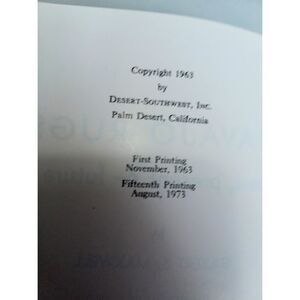 Copyright 1963
by
DESERT-SOUTHWEST, INC.
Palm Desert, California
First Printing
November, 1963
Fifteenth Printing
August, 1973